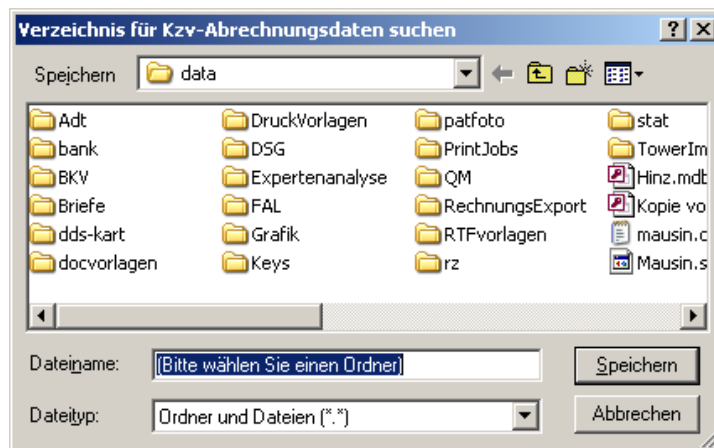 Verzeichnis für Kzv-Abrechnungsdaten suchen
Speichern data
Adt DruckVorlagen patfoto stat
bank DSG PrintJobs TowerIm
BKV Expertenanalyse QM Hinz.mdb
Briefe FAL RechnungsExport Kopie vo
dds-kart Grafik RTFvorlagen mausin.c
docvorlagen Keys rz Mausin.s
Dateiname: (Bitte wählen Sie einen Ordner) Speichern
Dateityp: Ordner und Dateien (*.*) Abbrechen